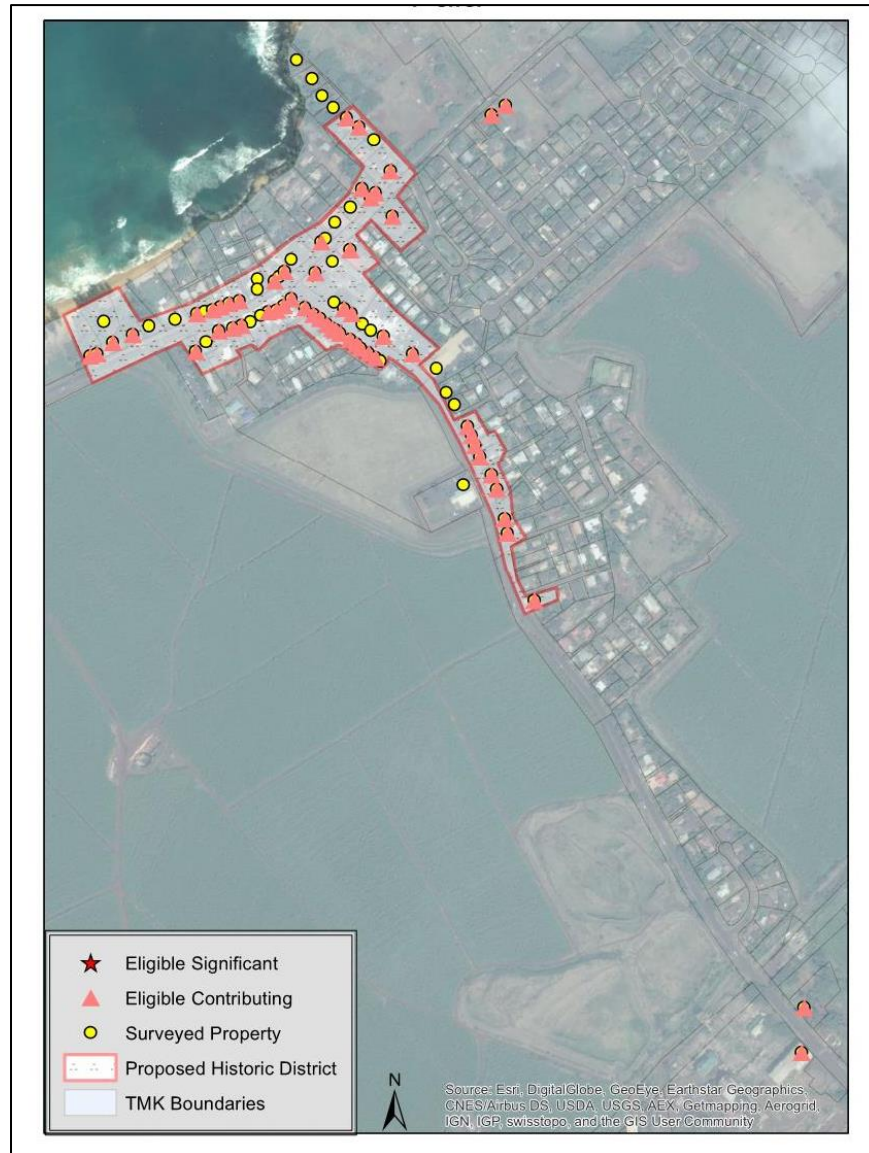 Eligible Significant
Eligible Contributing
Surveyed Property
Proposed Historic District
TMK Boundaries
N
Source: Esri, DigitalGlobe, GeoEye, Earthstar Geographics,
CNES/Airbus DS, USDA, USGS, AEX, Getmapping, Aerogrid,
IGN, IGP, swisstopo, and the GIS User Community